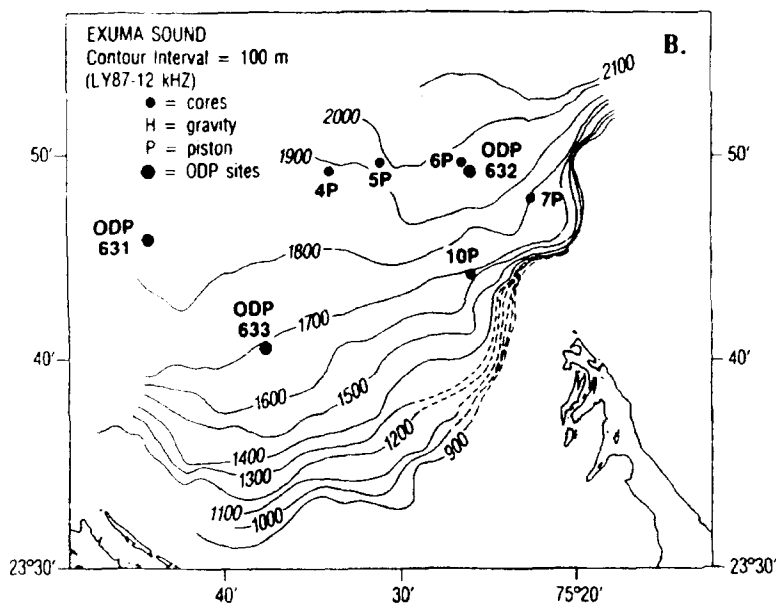 EXUMA SOUND
Contour Interval = 100 m
(LY87-12 kHZ)
● = cores
H = gravity
P = piston
● = ODP sites
B.
2100
2000
1900
50'
50'
4P
5P
6P
ODP
632
7P
ODP
631
1800
10P
ODP
633
1700
40'
40'
1600
1500
1400
1300
1200
900
1100
1000
23°30'
23°30'
40'
30'
75°20'